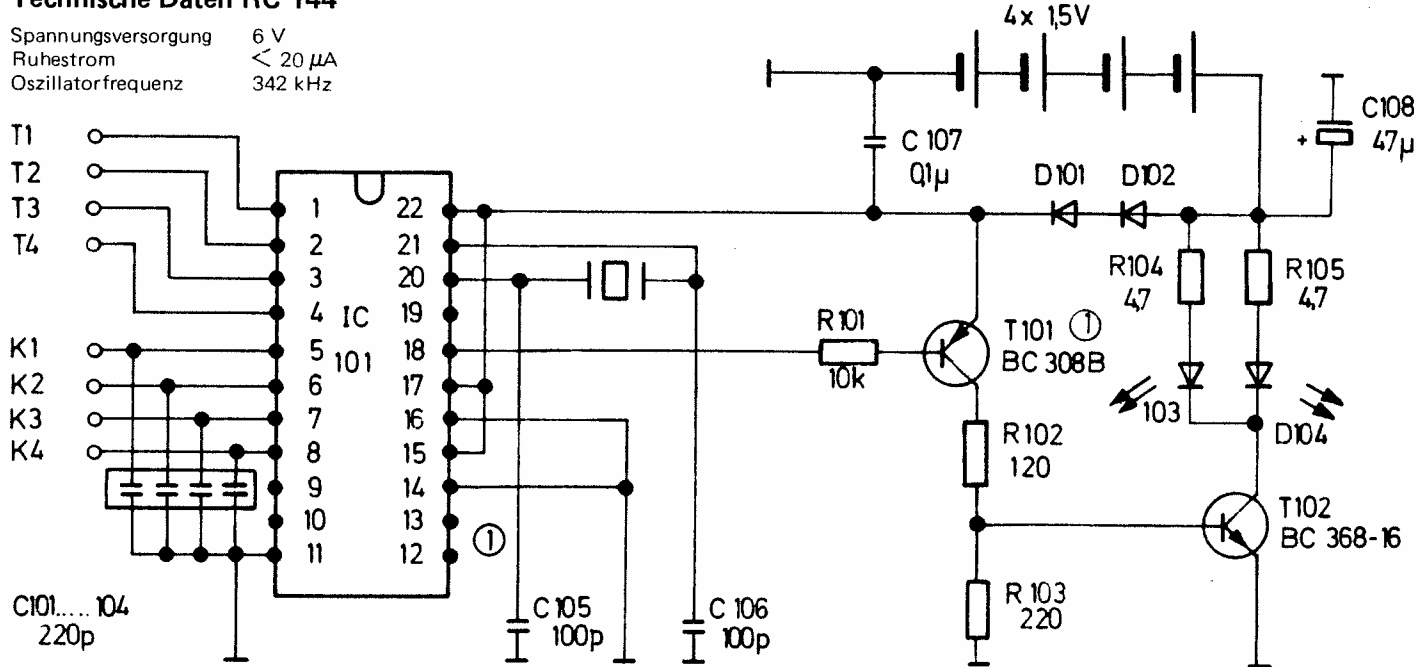 Technische Daten RC 144
Spannungsversorgung 6 V
Ruhestrom < 20 µA
Oszillatorfrequenz 342 kHz
4x 1,5V
C108
47µ
+
C 107
0,1µ
D101 D102
R104
4,7
R105
4,7
T1
T2
T3
T4
K1
K2
K3
K4
1 22
2 21
3 20
4 19
IC
101
5 18
6 17
7 16
8 15
9 14
10 13
11 12
①
R101
10k
T101 ①
BC 308B
103
D104
R102
120
T102
BC 368-16
R 103
220
C101..... 104
220p
C 105
100p
C 106
100p